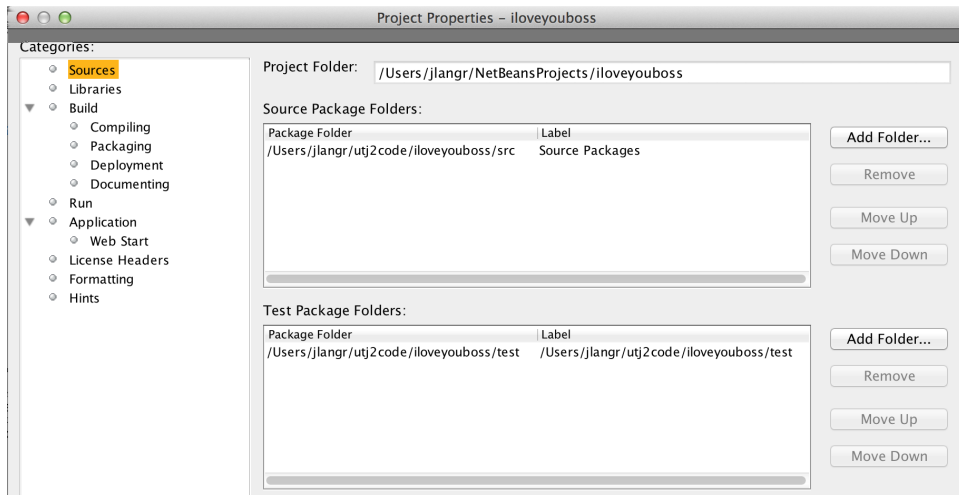 Project Properties – iloveyouboss
Categories:
Sources
Libraries
Build
Compiling
Packaging
Deployment
Documenting
Run
Application
Web Start
License Headers
Formatting
Hints
Project Folder: /Users/jlangr/NetBeansProjects/iloveyouboss
Source Package Folders:
Package Folder Label
/Users/jlangr/utj2code/iloveyouboss/src Source Packages
Add Folder...
Remove
Move Up
Move Down
Test Package Folders:
Package Folder Label
/Users/jlangr/utj2code/iloveyouboss/test /Users/jlangr/utj2code/iloveyouboss/test
Add Folder...
Remove
Move Up
Move Down